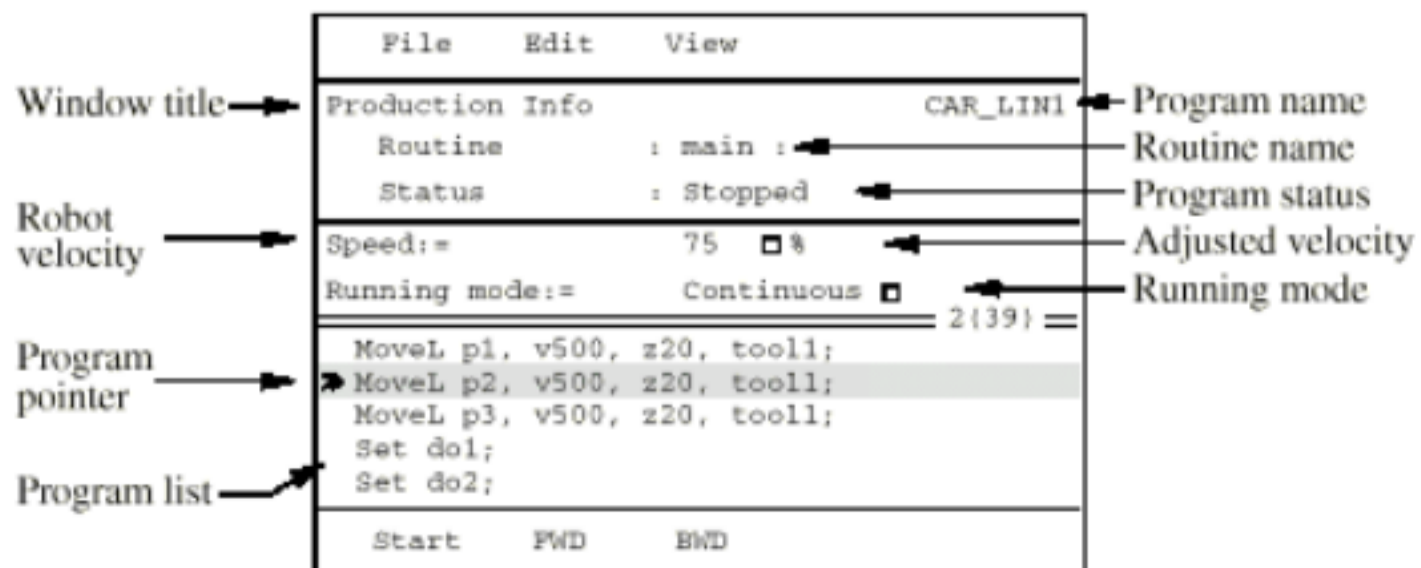 File Edit View
Window title Production Info CAR_LIN1 Program name
Routine : main : Routine name
Status : Stopped Program status
Robot velocity Speed:= 75 % Adjusted velocity
Running mode:= Continuous Running mode
2(39)
MoveL p1, v500, z20, tool1;
Program pointer MoveL p2, v500, z20, tool1;
MoveL p3, v500, z20, tool1;
Set do1;
Program list Set do2;
Start FWD BWD